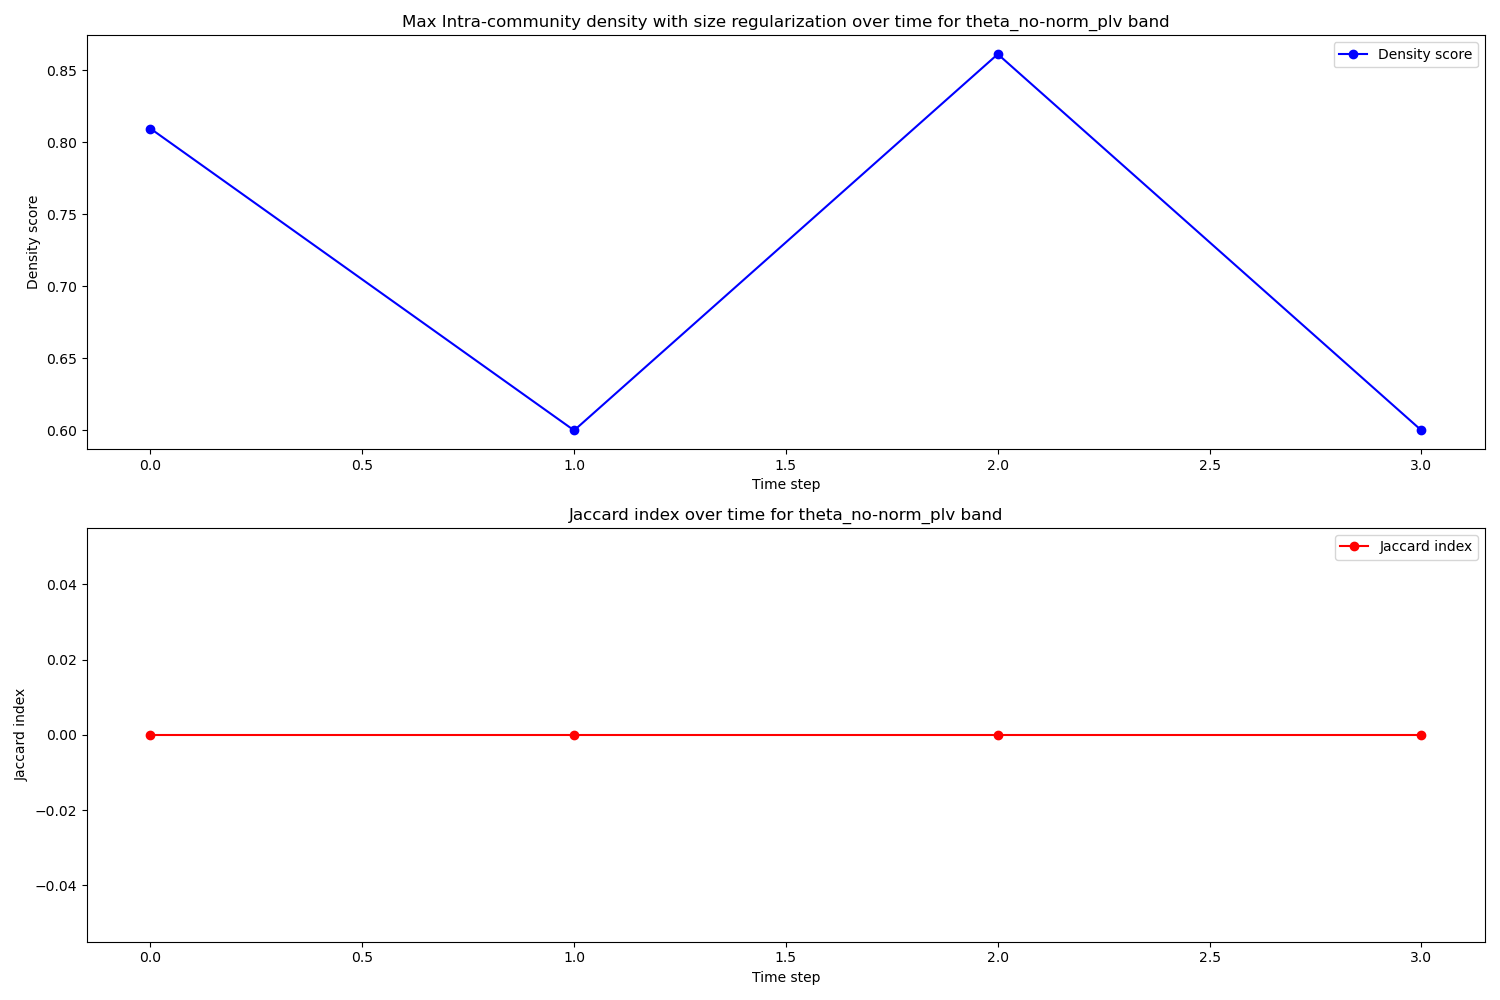 Max Intra-community density with size regularization over time for theta_no-norm_plv band
Density score
0.85
0.80
0.75
0.70
0.65
0.60
Density score
0.0 0.5 1.0 1.5 2.0 2.5 3.0
Time step
Jaccard index over time for theta_no-norm_plv band
Jaccard index
0.04
0.02
0.00
−0.02
−0.04
Jaccard index
0.0 0.5 1.0 1.5 2.0 2.5 3.0
Time step